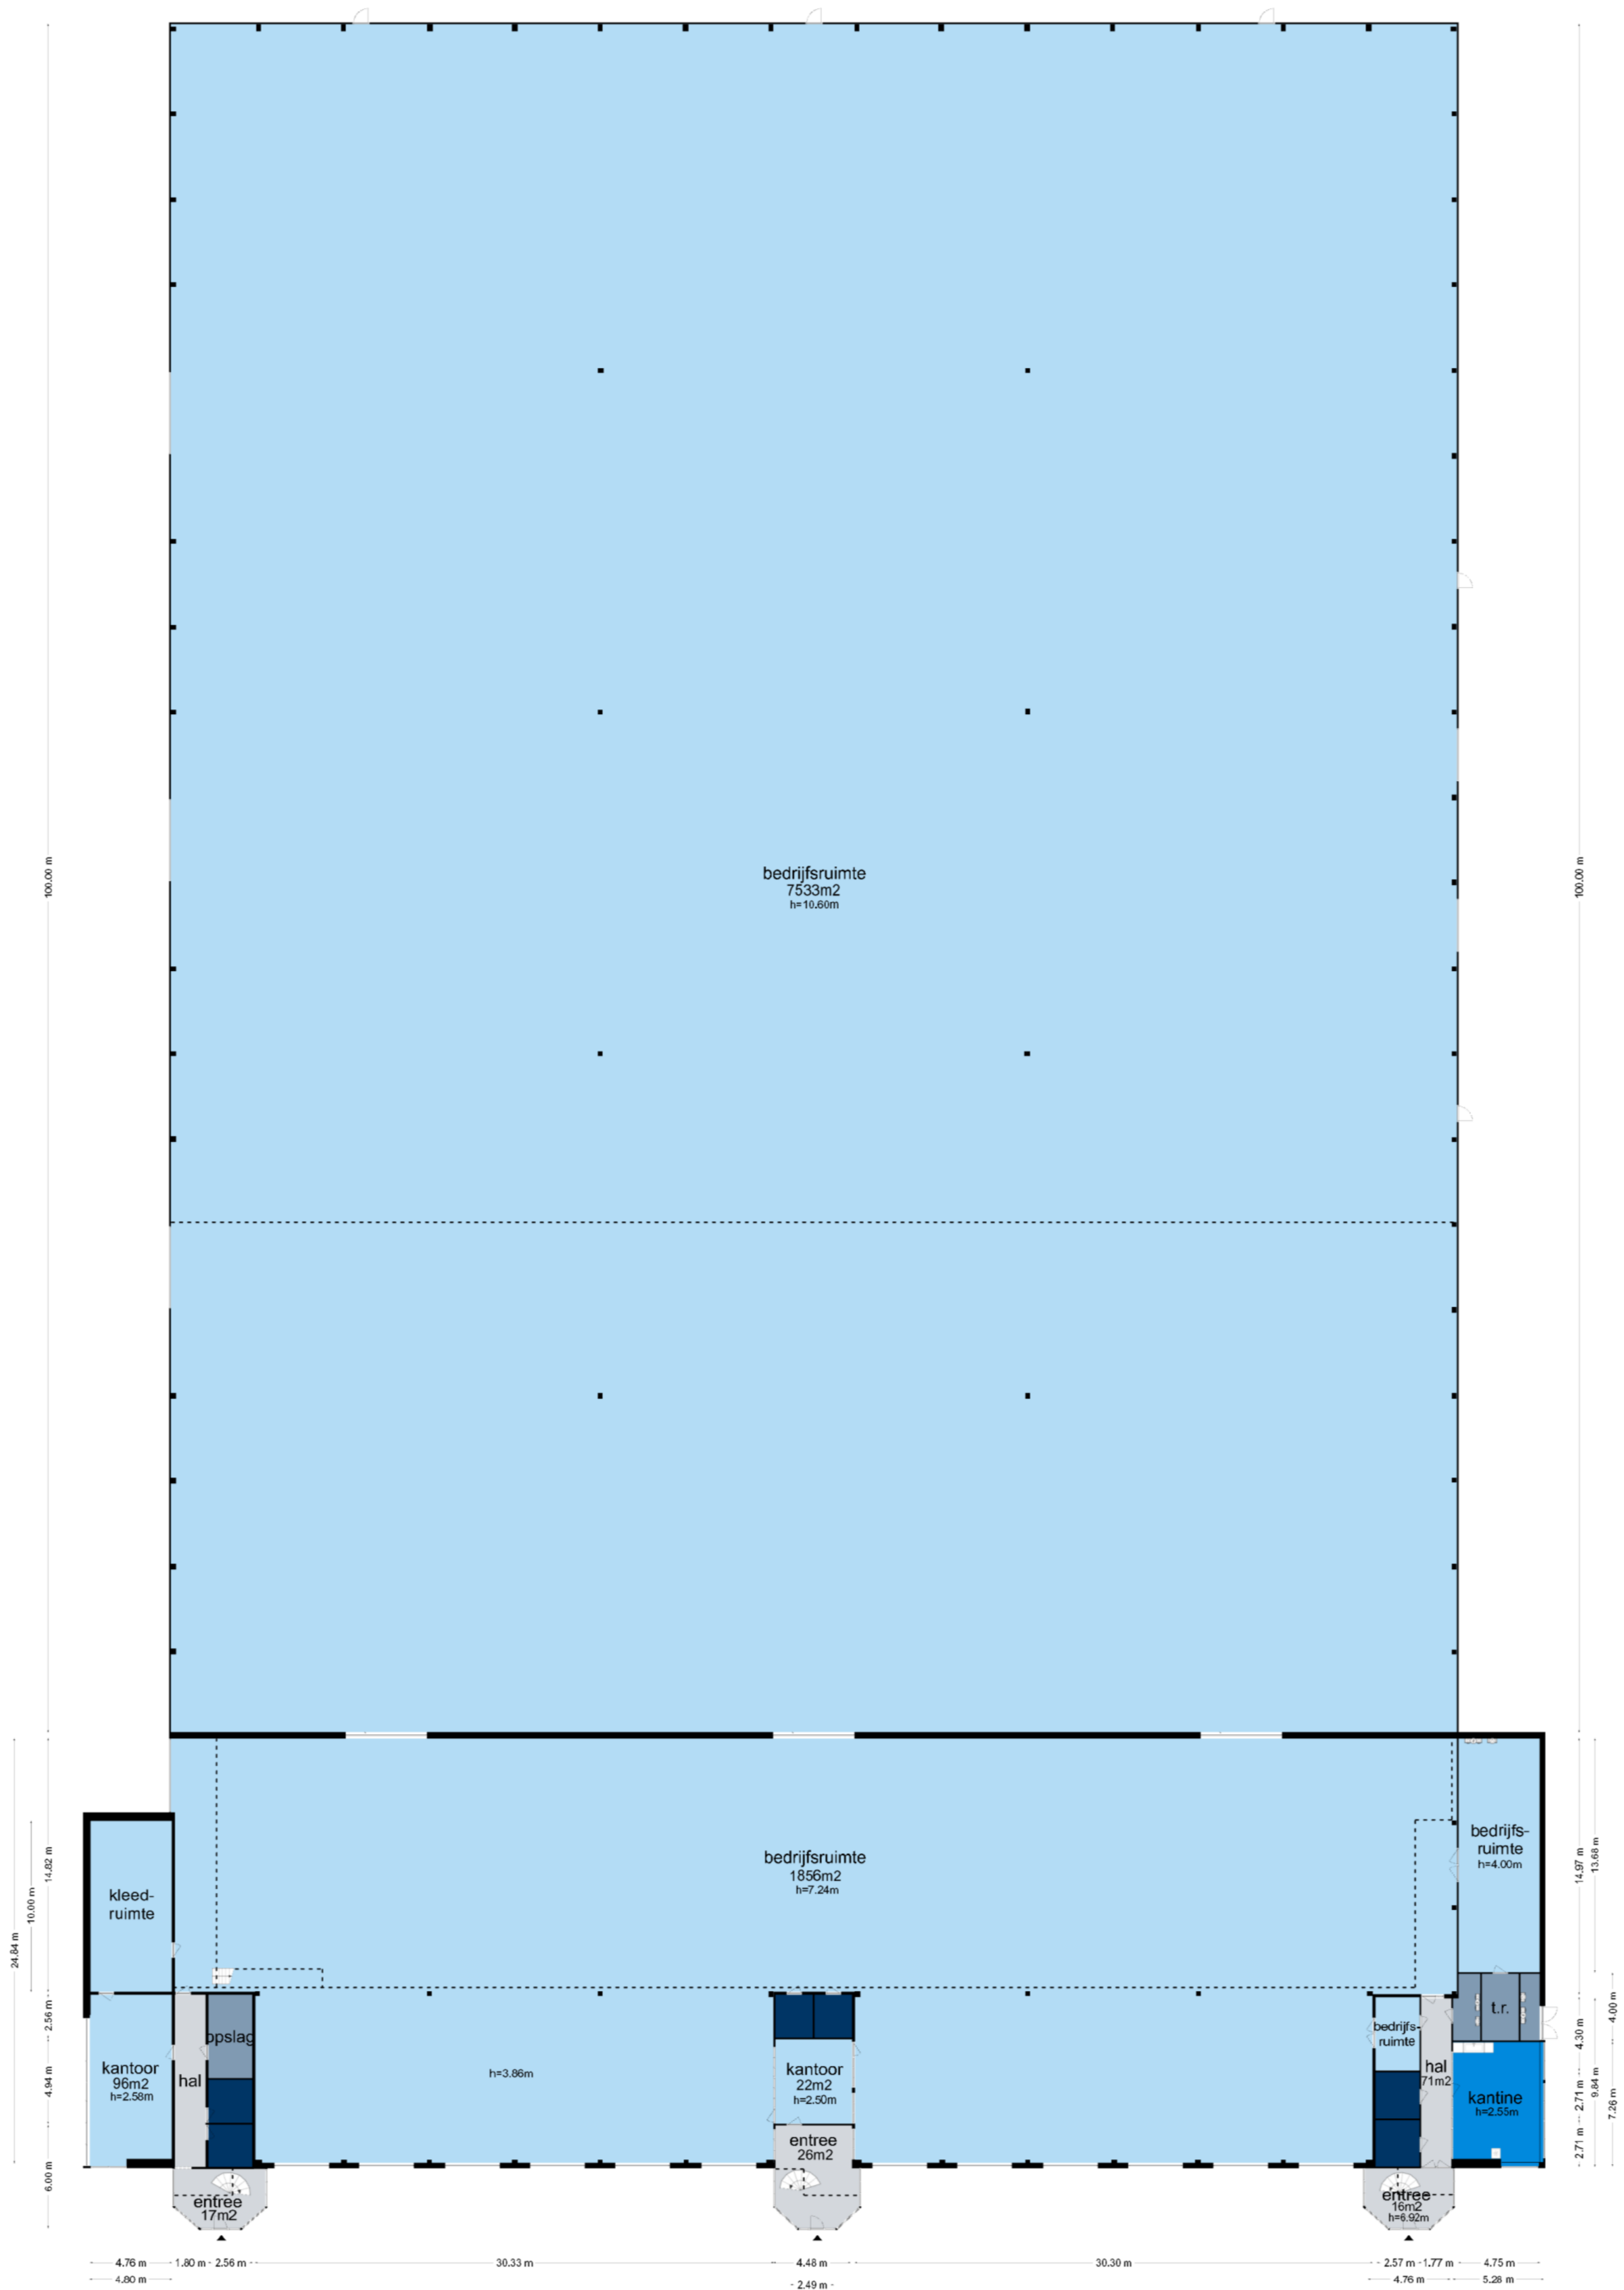 100.00 m
100.00 m
bedrijfsruimte
7533m2
h=10.60m
24.84 m
10.00 m
14.82 m
2.56 m
4.94 m
6.00 m
kleed-
ruimte
bedrijfsruimte
1856m2
h=7.24m
bedrijfs-
ruimte
h=4.00m
14.97 m
13.68 m
4.00 m
4.30 m
9.84 m
2.71 m
7.26 m
2.71 m
kantoor
96m2
h=2.58m
hal
opslag
h=3.86m
kantoor
22m2
h=2.50m
entree
26m2
bedrijfs-
ruimte
hal
71m2
t.r.
kantine
h=2.55m
entree
17m2
entree
16m2
h=6.92m
4.76 m 1.80 m 2.56 m 30.33 m 4.48 m 30.30 m 2.57 m 1.77 m 4.75 m
4.80 m 2.49 m 4.76 m 5.26 m